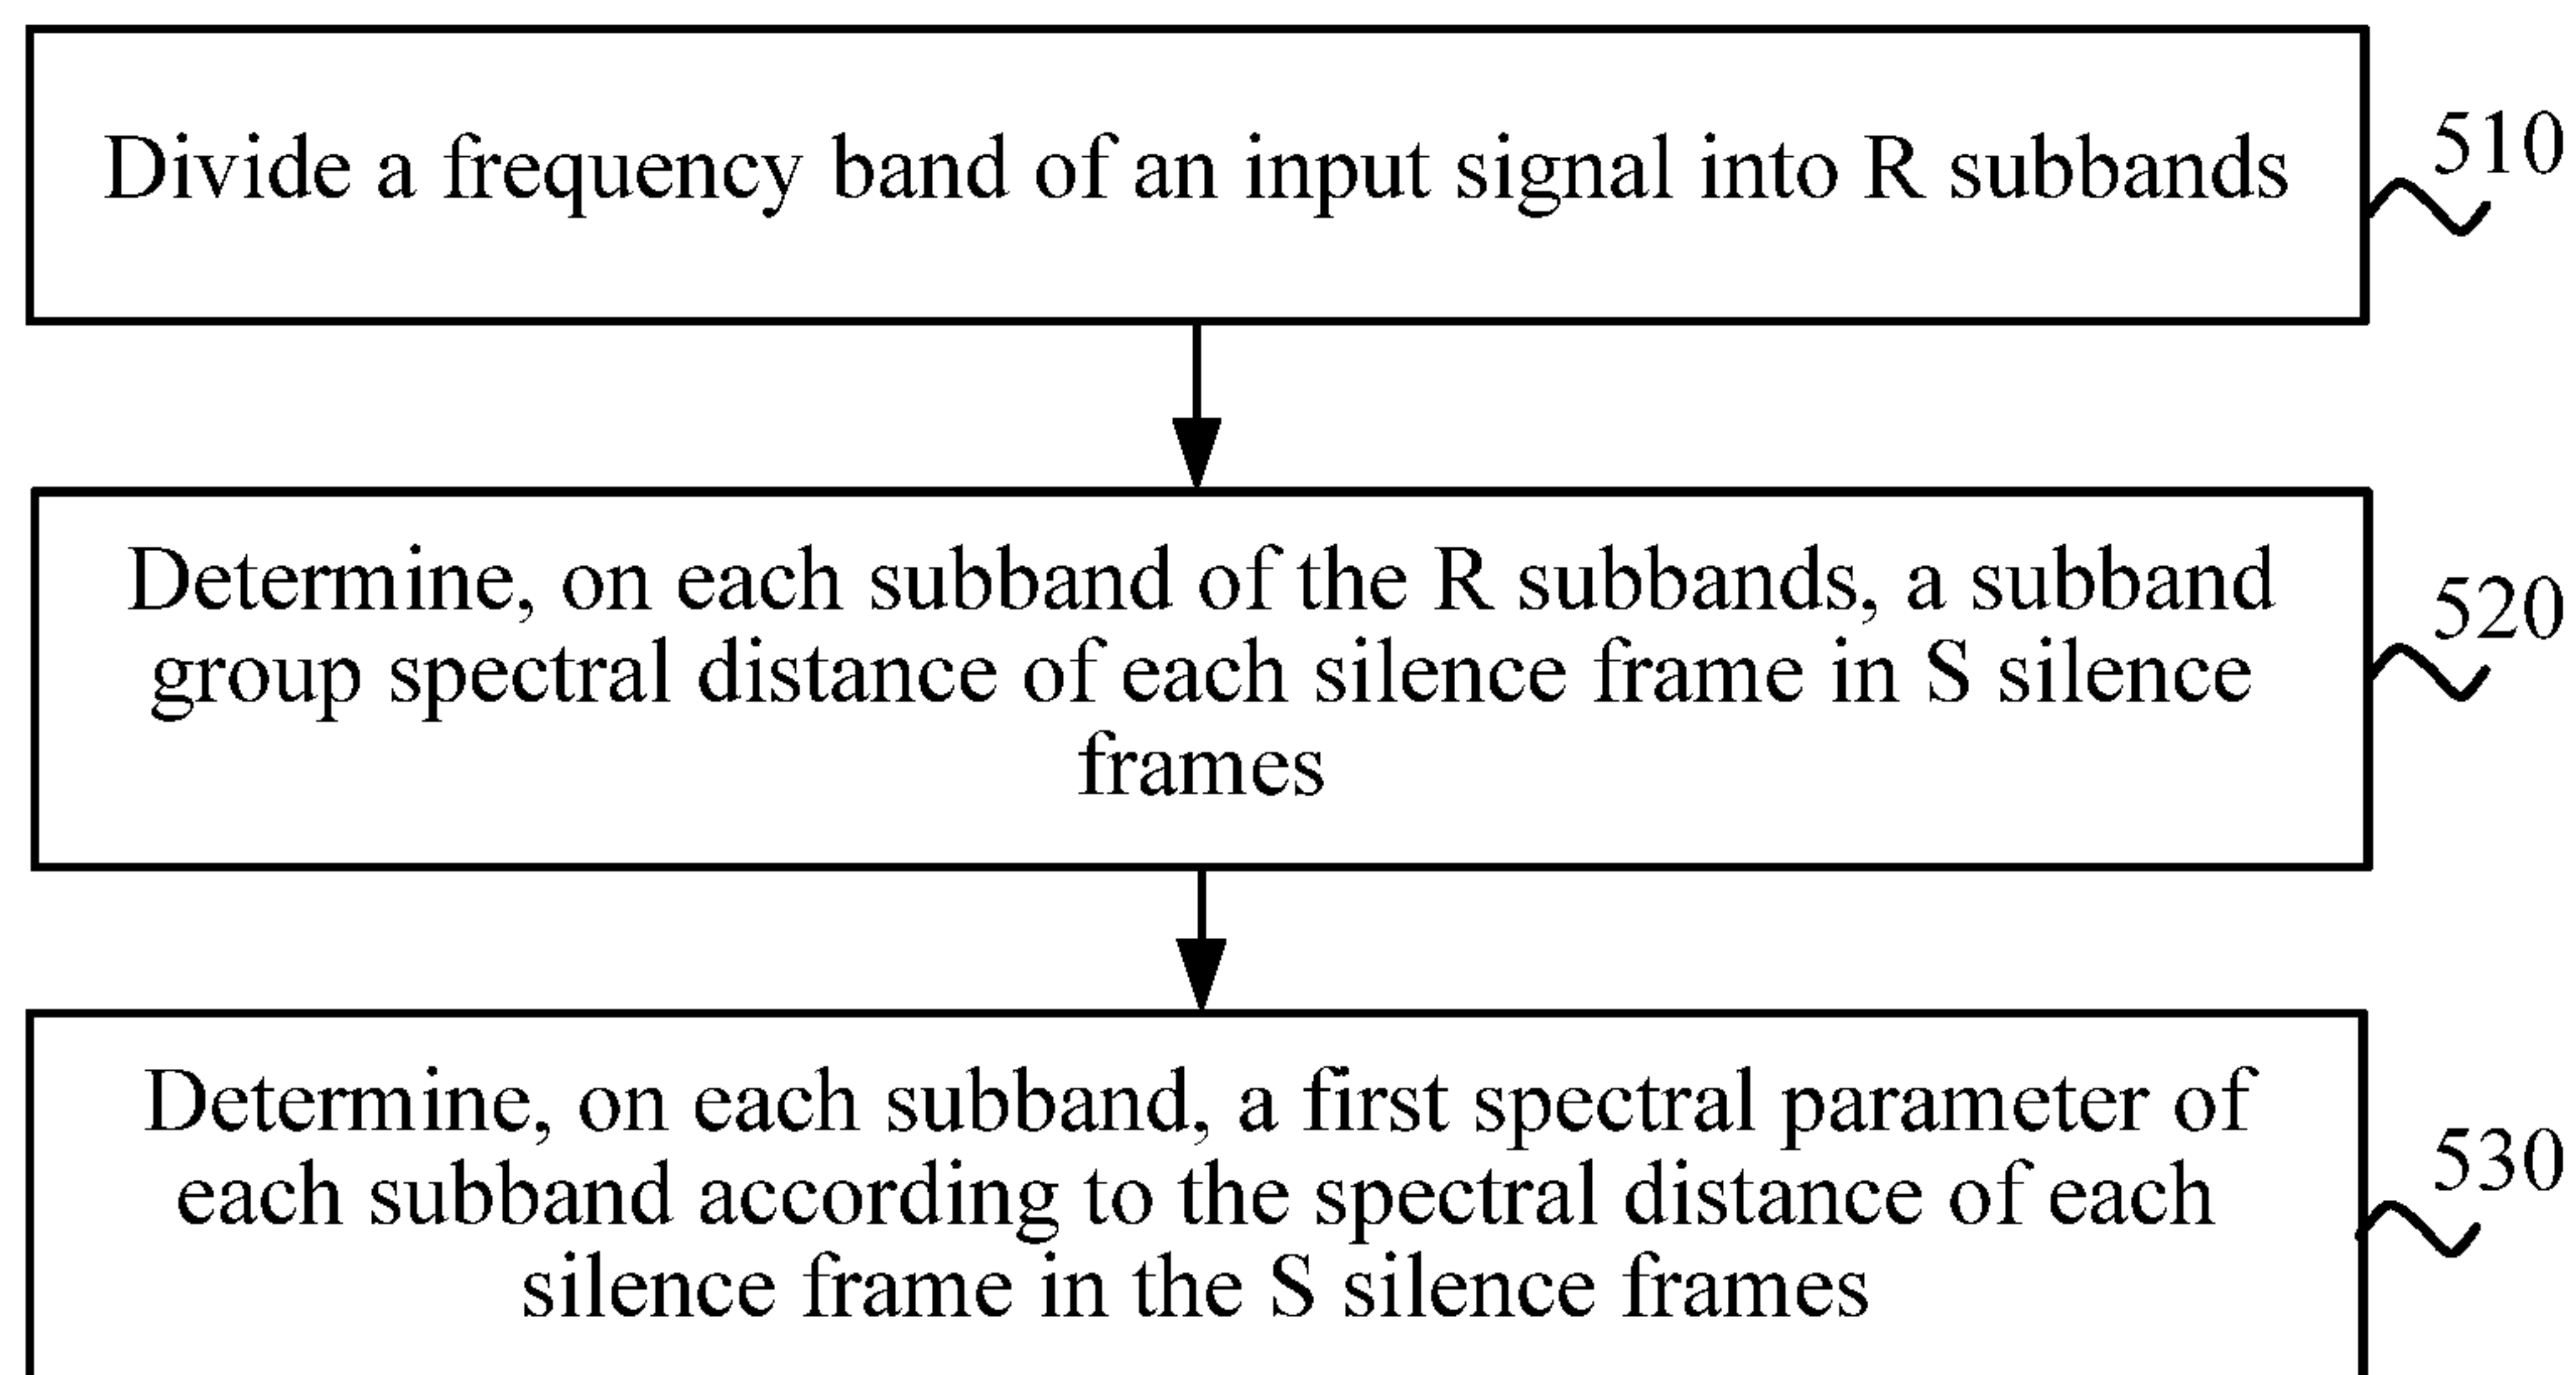 Divide a frequency band of an input signal into R subbands
510
Determine, on each subband of the R subbands, a subband
group spectral distance of each silence frame in S silence
frames
520
Determine, on each subband, a first spectral parameter of
each subband according to the spectral distance of each
silence frame in the S silence frames
530